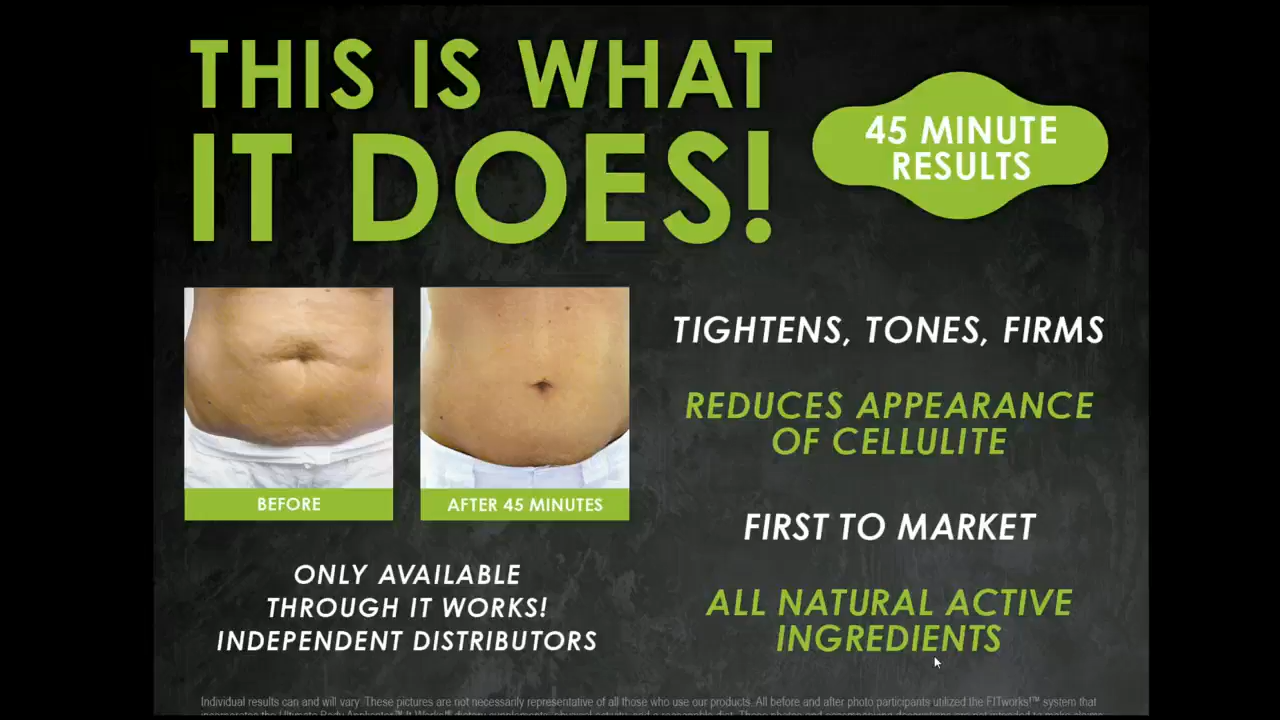 THIS IS WHAT
IT DOES!
45 MINUTE
RESULTS
BEFORE
AFTER 45 MINUTES
ONLY AVAILABLE
THROUGH IT WORKS!
INDEPENDENT DISTRIBUTORS
TIGHTENS, TONES, FIRMS
REDUCES APPEARANCE
OF CELLULITE
FIRST TO MARKET
ALL NATURAL ACTIVE
INGREDIENTS
Individual results can and will vary. These pictures are not necessarily representative of all those who use our products. All before and after photo participants utilized the FITworks!™ system that